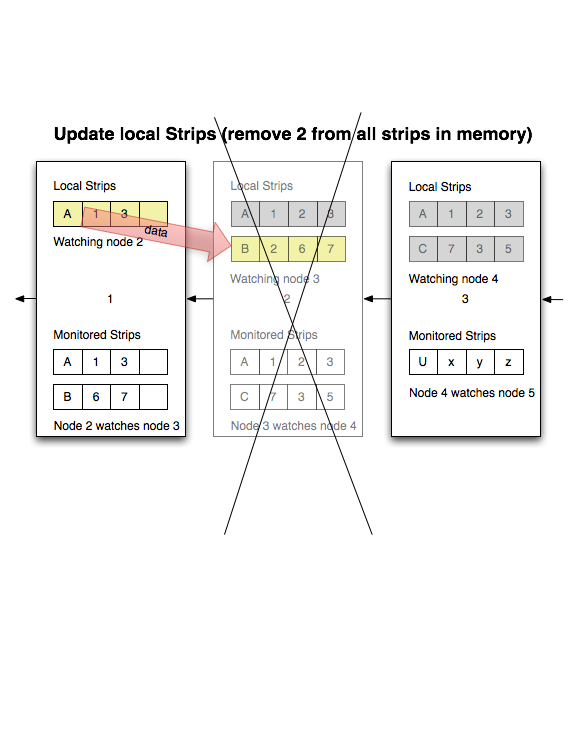 Update local Strips (remove 2 from all strips in memory)
Local Strips
A 1 3
data
Watching node 2
1
Monitored Strips
A 1 3
B 6 7
Node 2 watches node 3
Local Strips
A 1 2 3
B 2 6 7
Watching node 3
2
Monitored Strips
A 1 2 3
C 7 3 5
Node 3 watches node 4
Local Strips
A 1 2 3
C 7 3 5
Watching node 4
3
Monitored Strips
U x y z
Node 4 watches node 5